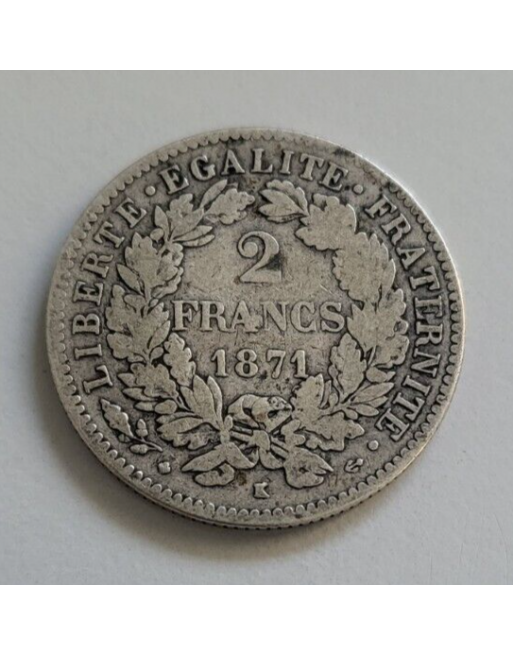 LIBERTE · EGALITE · FRATERNITE ·
2
FRANCS
1871
K